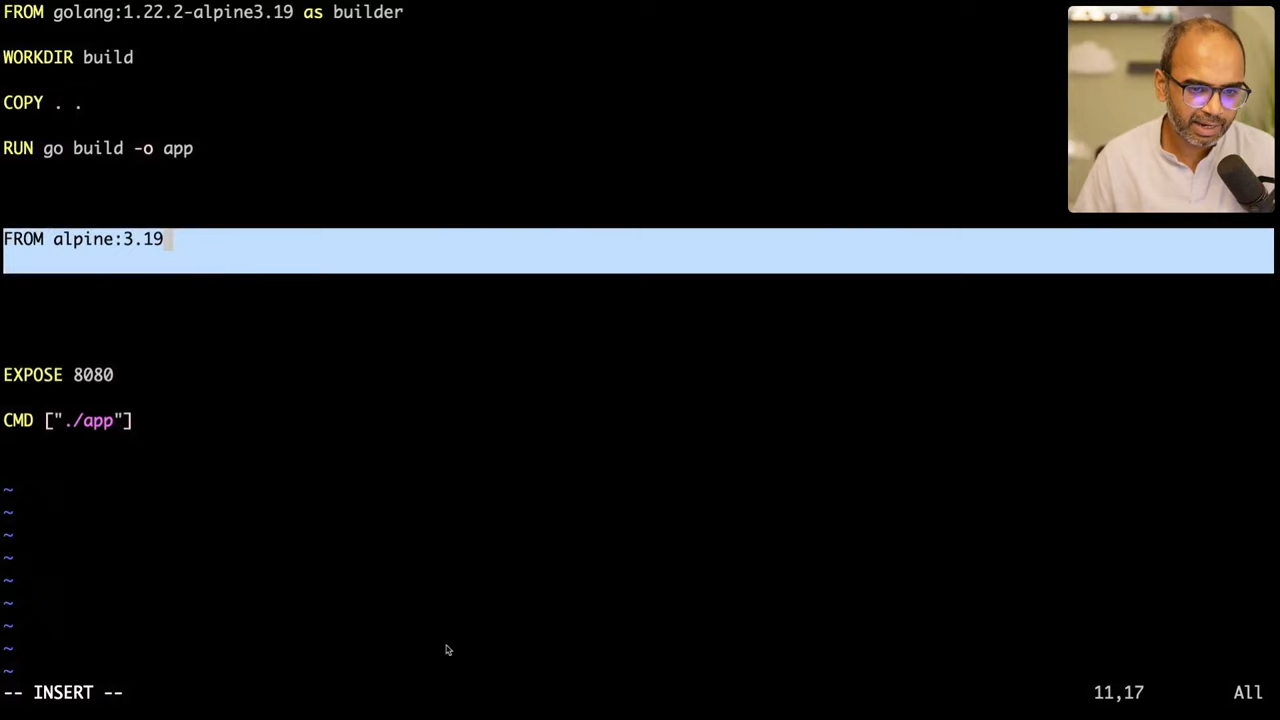 FROM golang:1.22.2-alpine3.19 as builder
WORKDIR build
COPY . .
RUN go build -o app
FROM alpine:3.19
EXPOSE 8080
CMD ["./app"]
~
~
~
~
~
~
~
~
~
-- INSERT -- 11,17 All